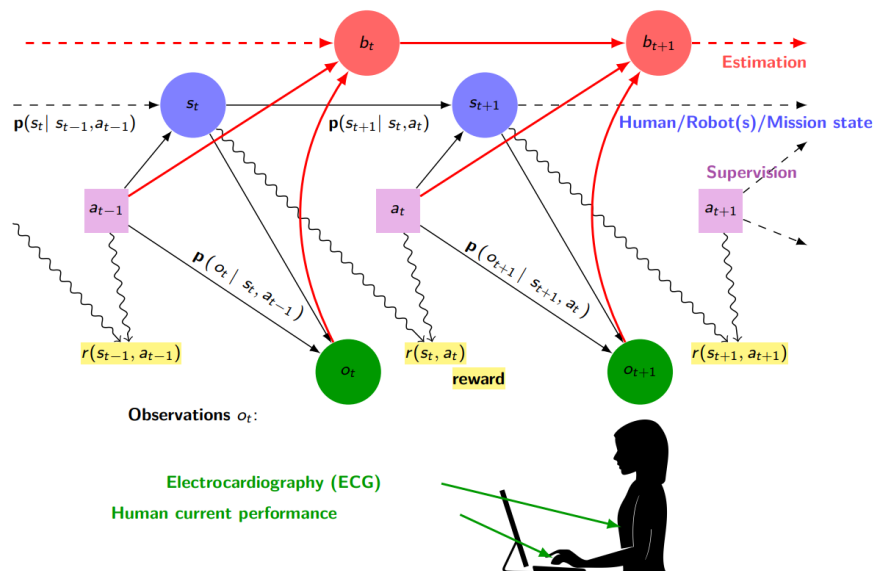 b_t
b_{t+1}
Estimation
s_t
s_{t+1}
p(s_t | s_{t−1},a_{t−1})
p(s_{t+1} | s_t,a_t)
Human/Robot(s)/Mission state
Supervision
a_{t−1}
a_t
a_{t+1}
p(o_t | s_t, a_{t−1})
p(o_{t+1} | s_{t+1}, a_t)
r(s_{t−1}, a_{t−1})
o_t
r(s_t, a_t)
reward
o_{t+1}
r(s_{t+1}, a_{t+1})
Observations o_t:
Electrocardiography (ECG)
Human current performance